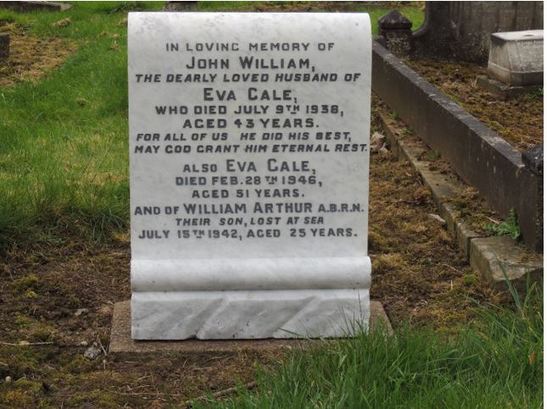 IN LOVING MEMORY OF
JOHN WILLIAM,
THE DEARLY LOVED HUSBAND OF
EVA GALE,
WHO DIED JULY 9TH 1938,
AGED 43 YEARS.
FOR ALL OF US HE DID HIS BEST,
MAY GOD GRANT HIM ETERNAL REST.
ALSO EVA GALE,
DIED FEB. 28TH 1946,
AGED 51 YEARS.
AND OF WILLIAM ARTHUR A.B.R.N.
THEIR SON, LOST AT SEA
JULY 15TH 1942, AGED 25 YEARS.